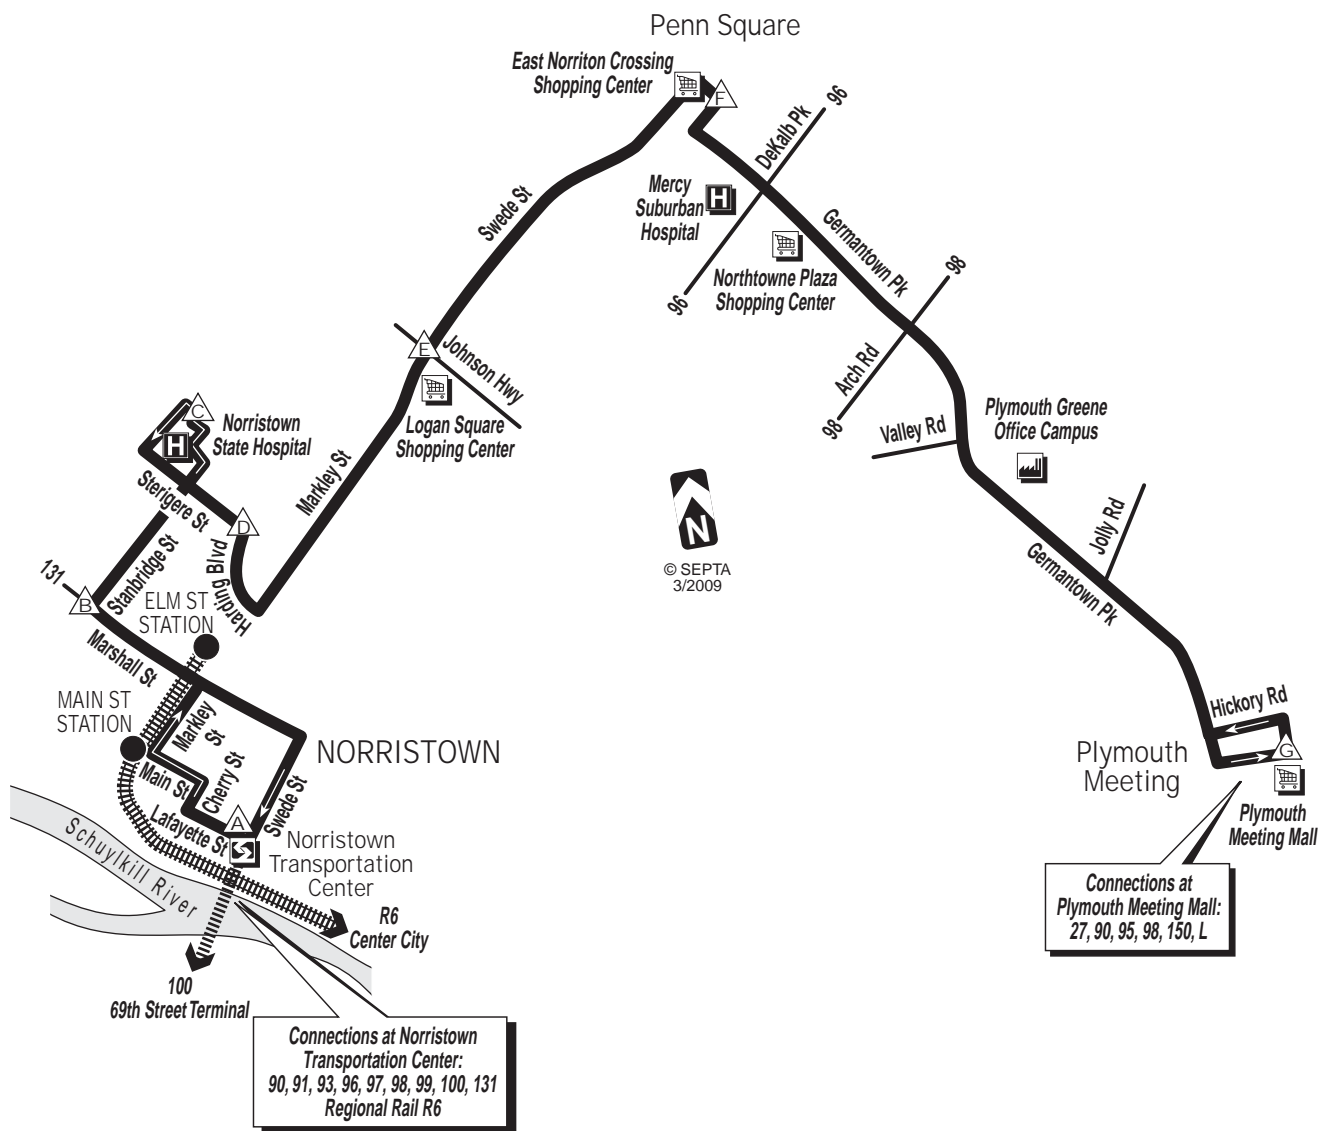 Penn Square
East Norriton Crossing
Shopping Center
F
96
DeKalb Pk
Mercy
Suburban
Hospital
H
Swede St
Germantown Pk
Northtowne Plaza
Shopping Center
96
98
Arch Rd
98
E
Johnson Hwy
Logan Square
Shopping Center
C
Norristown
State Hospital
H
Markley St
Valley Rd
Plymouth Greene
Office Campus
Sterigere St
D
N
© SEPTA
3/2009
Jolly Rd
Germantown Pk
131
B
Stanbridge St
Harding Blvd
ELM ST
STATION
Marshall St
MAIN ST
STATION
Markley
St
Main St
Cherry St
Swede St
Lafayette St
A
NORRISTOWN
Norristown
Transportation
Center
S
Schuylkill River
R6
Center City
100
69th Street Terminal
Connections at Norristown
Transportation Center:
90, 91, 93, 96, 97, 98, 99, 100, 131
Regional Rail R6
Hickory Rd
G
Plymouth
Meeting
Plymouth
Meeting Mall
Connections at
Plymouth Meeting Mall:
27, 90, 95, 98, 150, L